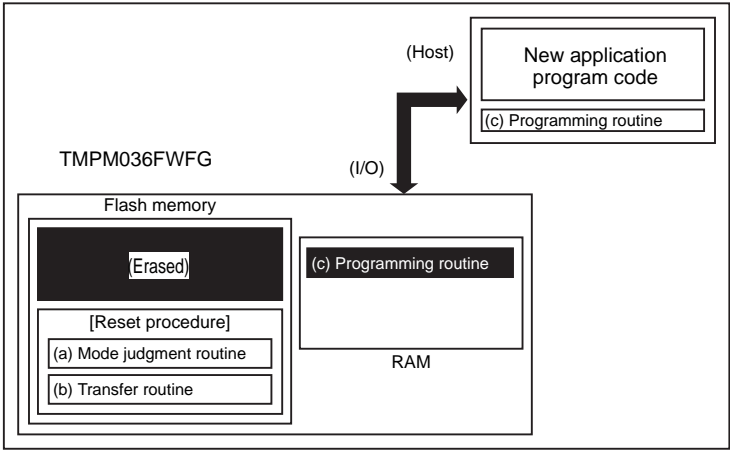 (Host)
New application
program code
(c) Programming routine
TMPM036FWFG
(I/O)
Flash memory
(Erased)
(c) Programming routine
[Reset procedure]
(a) Mode judgment routine
(b) Transfer routine
RAM